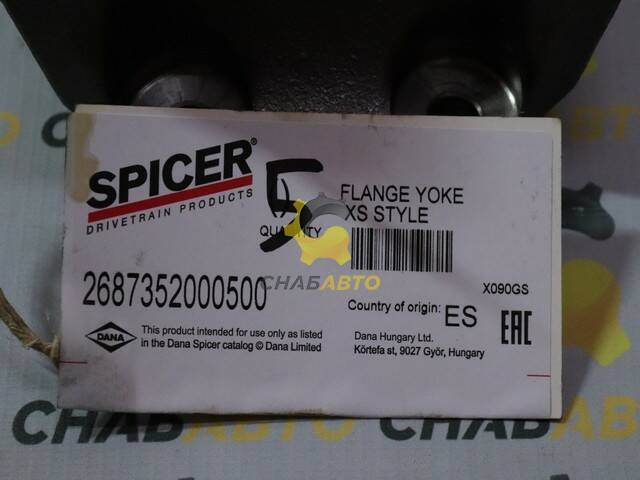 SPICER®
DRIVETRAIN PRODUCTS
5
QUANTITY
FLANGE YOKE
XS STYLE
СНАБАВТО
2687352000500
X090GS
Country of origin: ES
EAC
DANA
This product intended for use only as listed
in the Dana Spicer catalog © Dana Limited
Dana Hungary Ltd.
Körtefa st, 9027 Győr, Hungary
СНАБАВТО
СНАБАВТО